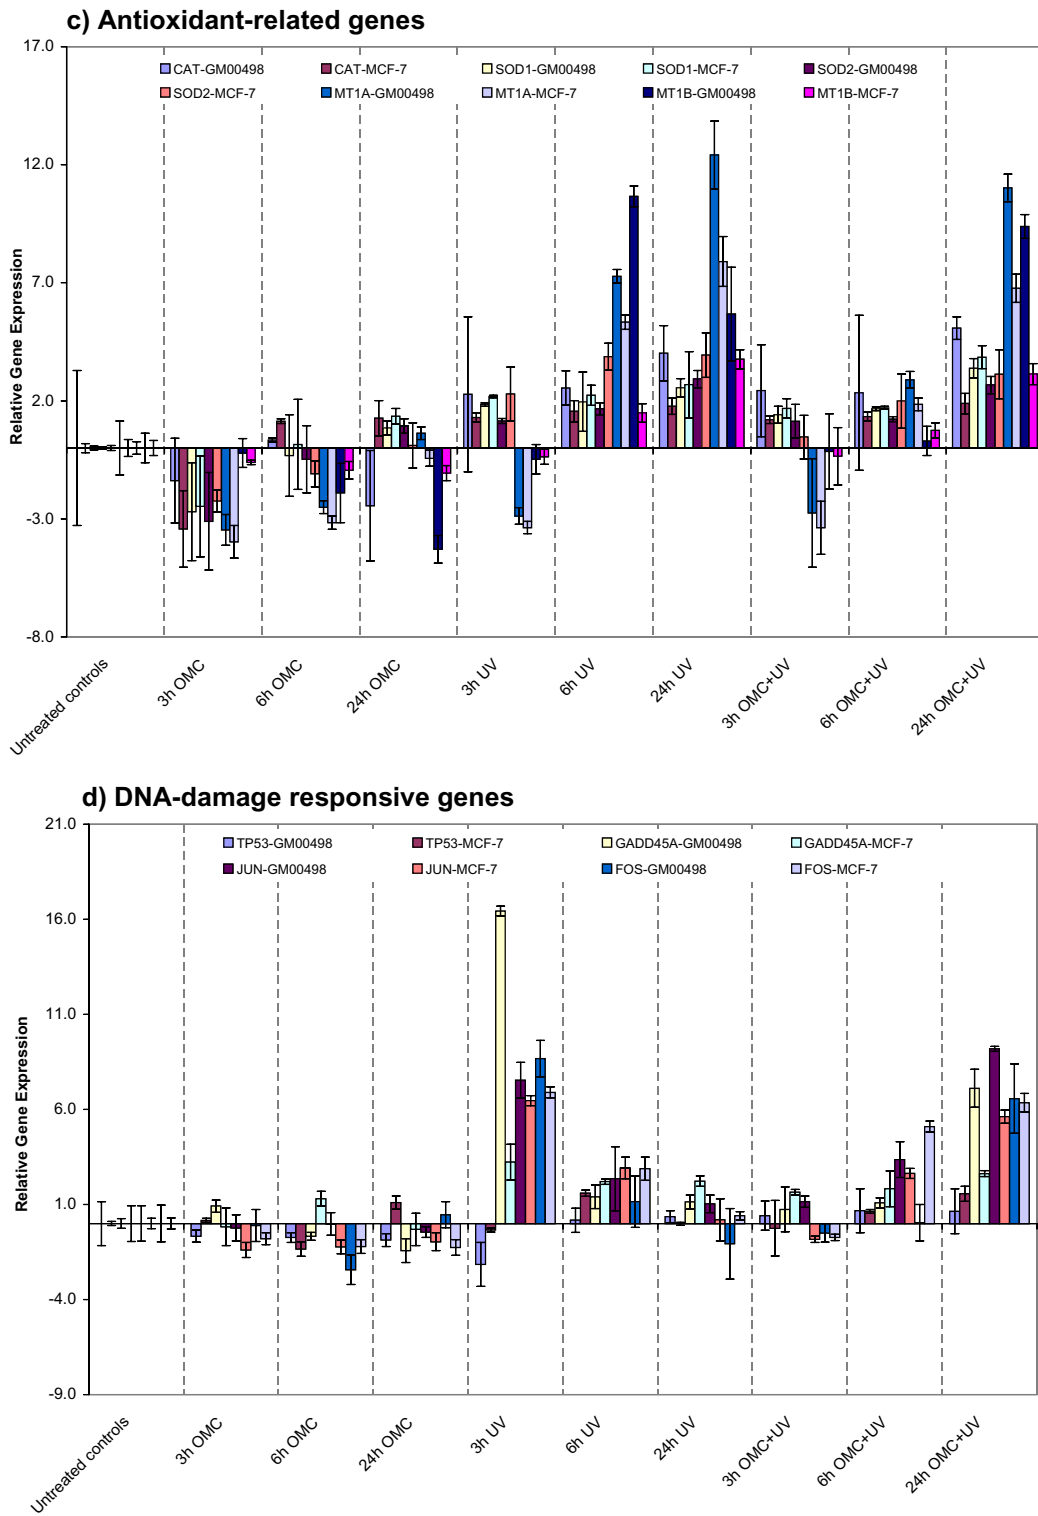 c) Antioxidant-related genes
17.0
CAT-GM00498 CAT-MCF-7 SOD1-GM00498 SOD1-MCF-7 SOD2-GM00498
SOD2-MCF-7 MT1A-GM00498 MT1A-MCF-7 MT1B-GM00498 MT1B-MCF-7
12.0
7.0
2.0
-3.0
-8.0
Relative Gene Expression
Untreated controls
3h OMC
6h OMC
24h OMC
3h UV
6h UV
24h UV
3h OMC+UV
6h OMC+UV
24h OMC+UV
d) DNA-damage responsive genes
21.0
TP53-GM00498 TP53-MCF-7 GADD45A-GM00498 GADD45A-MCF-7
JUN-GM00498 JUN-MCF-7 FOS-GM00498 FOS-MCF-7
16.0
11.0
6.0
1.0
-4.0
-9.0
Relative Gene Expression
Untreated controls
3h OMC
6h OMC
24h OMC
3h UV
6h UV
24h UV
3h OMC+UV
6h OMC+UV
24h OMC+UV